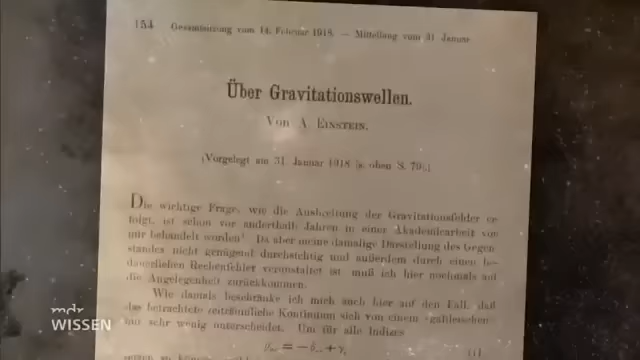 154 Gesamtsitzung vom 14. Februar 1918. — Mitteilung vom 31. Januar
Über Gravitationswellen.
Von A. Einstein.
(Vorgelegt am 31. Januar 1918 [s. oben S. 79].)
Die wichtige Frage, wie die Ausbreitung der Gravitationsfelder er-
folgt, ist schon vor anderthalb Jahren in einer Akademiearbeit von
mir behandelt worden¹. Da aber meine damalige Darstellung des Gegen-
standes nicht genügend durchsichtig und außerdem durch einen be-
dauerlichen Rechenfehler verunstaltet ist, muß ich hier nochmals auf
die Angelegenheit zurückkommen.
Wie damals beschränke ich mich auch hier auf den Fall, daß
das betrachtete zeiträumliche Kontinuum sich von einem »galileischen«
nur sehr wenig unterscheidet. Um für alle Indizes
mdr
WISSEN